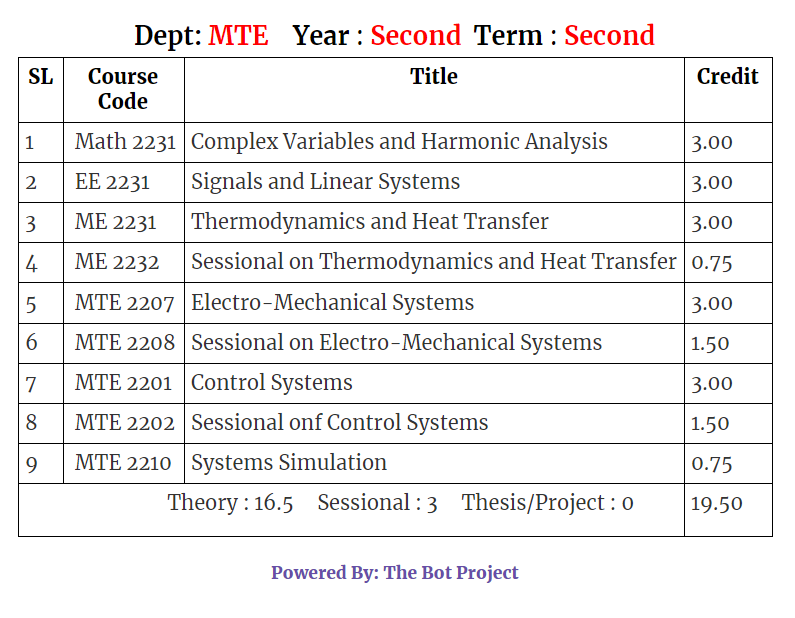 Dept: MTE Year : Second Term : Second
SL Course Code Title Credit
1 Math 2231 Complex Variables and Harmonic Analysis 3.00
2 EE 2231 Signals and Linear Systems 3.00
3 ME 2231 Thermodynamics and Heat Transfer 3.00
4 ME 2232 Sessional on Thermodynamics and Heat Transfer 0.75
5 MTE 2207 Electro-Mechanical Systems 3.00
6 MTE 2208 Sessional on Electro-Mechanical Systems 1.50
7 MTE 2201 Control Systems 3.00
8 MTE 2202 Sessional onf Control Systems 1.50
9 MTE 2210 Systems Simulation 0.75
Theory : 16.5 Sessional : 3 Thesis/Project : 0 19.50
Powered By: The Bot Project